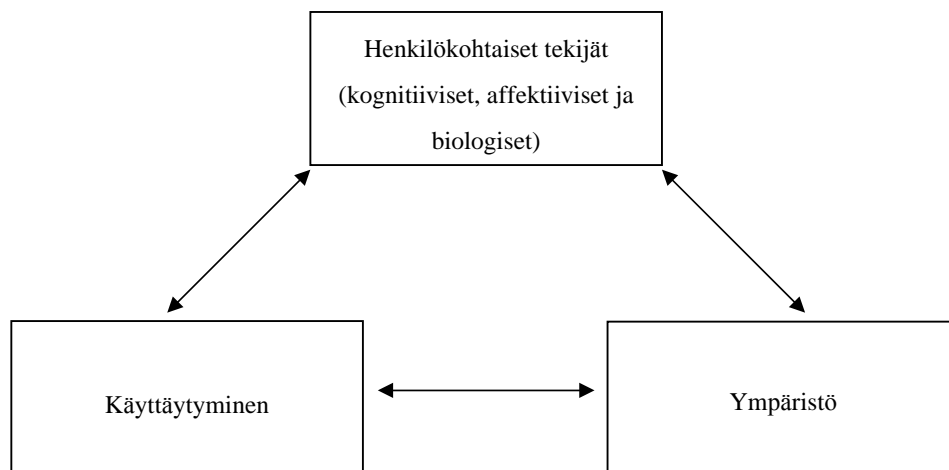 Henkilökohtaiset tekijät
(kognitiiviset, affektiiviset ja
biologiset)
Käyttäytyminen
Ympäristö